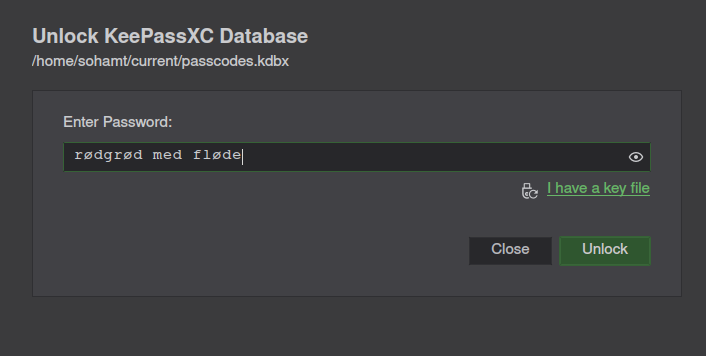 Unlock KeePassXC Database
/home/sohamt/current/passcodes.kdbx
Enter Password:
rødgrød med fløde
I have a key file
Close
Unlock